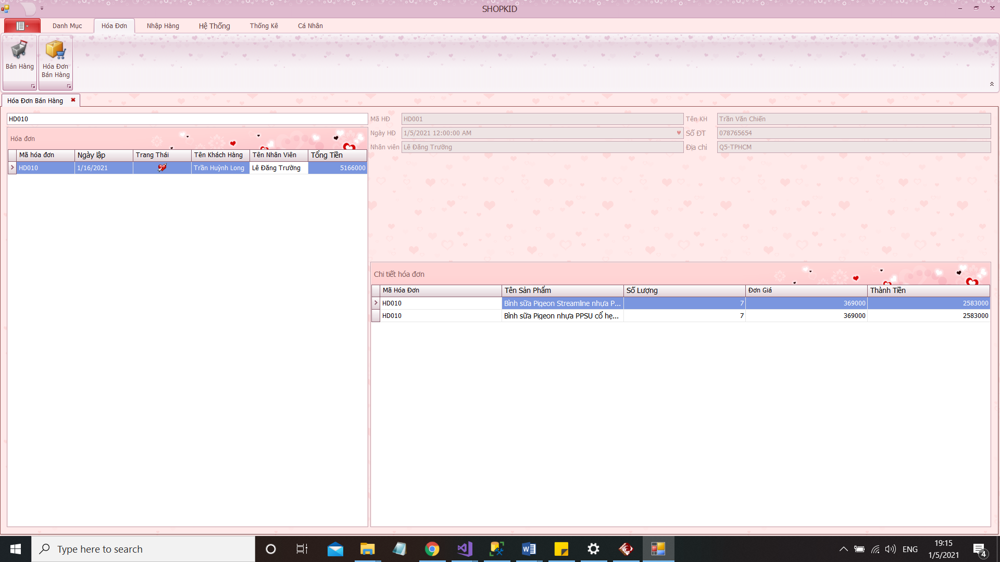 SHOPKID
Danh Mục Hóa Đơn Nhập Hàng Hệ Thống Thống Kê Cá Nhân
Bán Hàng
Hóa Đơn
Bán Hàng
Hóa Đơn Bán Hàng
HD010
Hóa đơn
Mã hóa đơn Ngày lập Trang Thái Tên Khách Hàng Tên Nhân Viên Tổng Tiền
HD010 1/16/2021 Trần Huỳnh Long Lê Đăng Trường 5166000
Mã HĐ HD001 Tên KH Trần Văn Chiến
Ngày HĐ 1/5/2021 12:00:00 AM Số ĐT 078765654
Nhân viên Lê Đăng Trường Địa chỉ Q5-TPHCM
Chi tiết hóa đơn
Mã Hóa Đơn Tên Sản Phẩm Số Lượng Đơn Giá Thành Tiền
HD010 Bình sữa Pigeon Streamline nhựa P... 7 369000 2583000
HD010 Bình sữa Pigeon nhựa PPSU cổ hẹ... 7 369000 2583000
Type here to search
ENG
19:15
1/5/2021
4